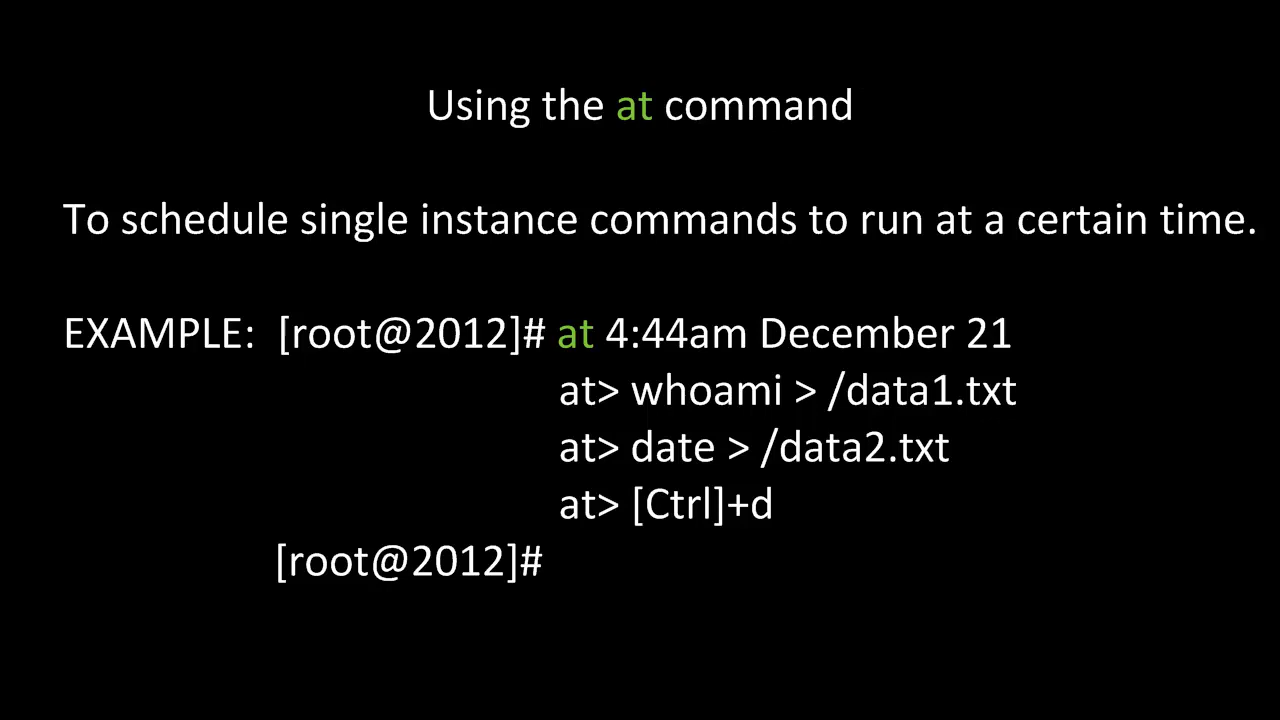 Using the at command
To schedule single instance commands to run at a certain time.
EXAMPLE: [root@2012]# at 4:44am December 21
at> whoami > /data1.txt
at> date > /data2.txt
at> [Ctrl]+d
[root@2012]#